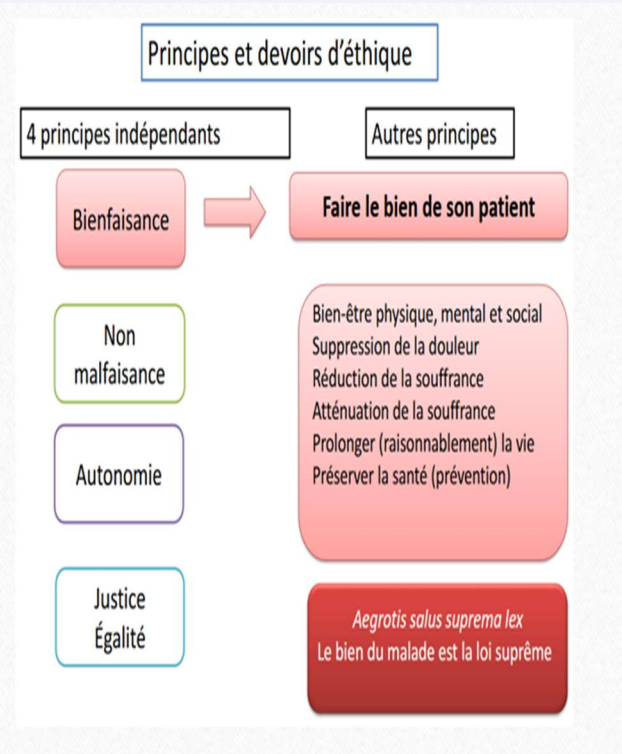 Principes et devoirs d'éthique
4 principes indépendants
Autres principes
Bienfaisance
Faire le bien de son patient
Non
malfaisance
Autonomie
Justice
Égalité
Bien-être physique, mental et social
Suppression de la douleur
Réduction de la souffrance
Atténuation de la souffrance
Prolonger (raisonnablement) la vie
Préserver la santé (prévention)
Aegrotis salus suprema lex
Le bien du malade est la loi suprême